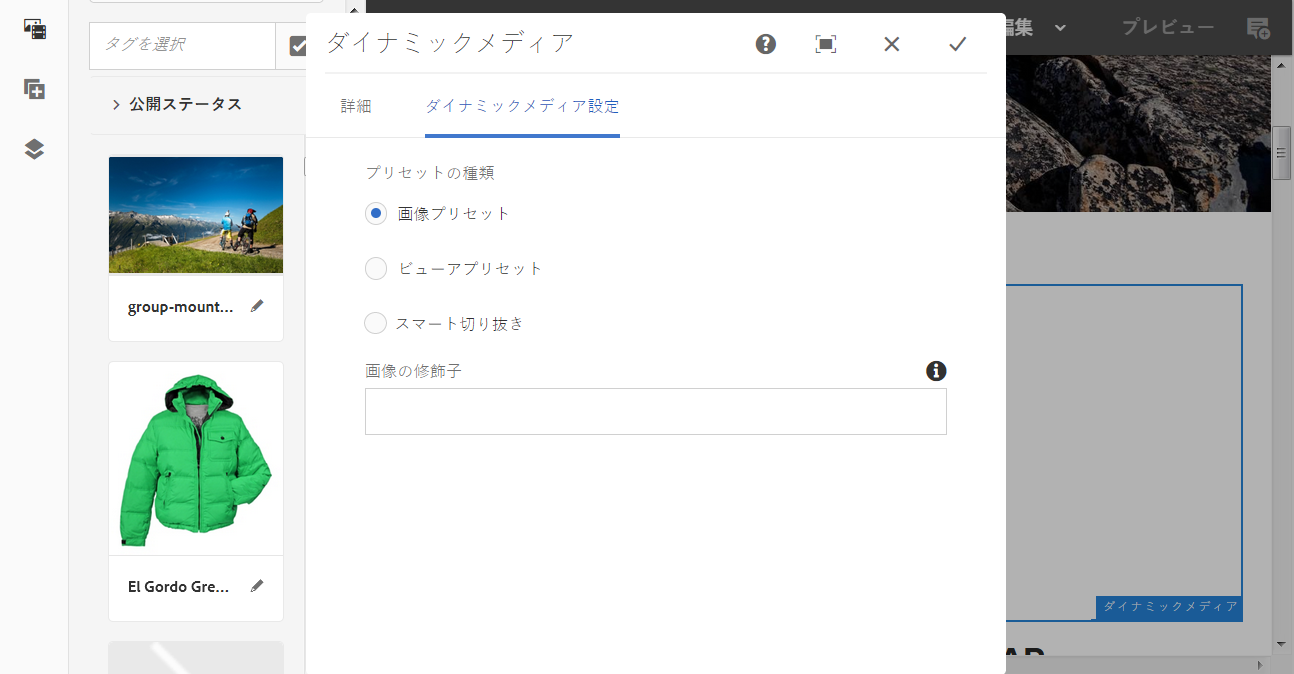 タグを選択
公開ステータス
group-mount...
El Gordo Gre...
ダイナミックメディア
詳細
ダイナミックメディア設定
プリセットの種類
画像プリセット
ビューアプリセット
スマート切り抜き
画像の修飾子
編集
プレビュー
ダイナミックメディア